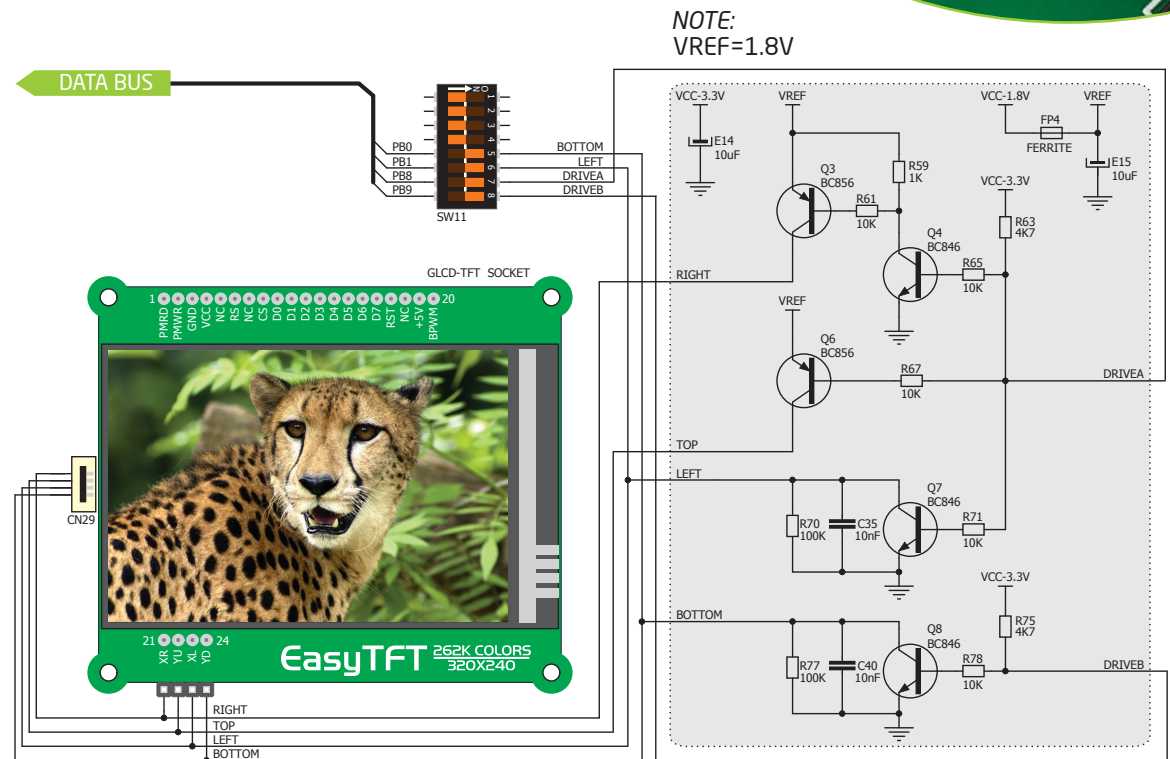 NOTE:
VREF=1.8V
DATA BUS
ON
1
2
3
4
5
6
7
8
SW11
PB0
PB1
PB8
PB9
BOTTOM
LEFT
DRIVEA
DRIVEB
VCC-3.3V
E14
10uF
VREF
Q3
BC856
R59
1K
R61
10K
VCC-1.8V
FP4
FERRITE
VREF
E15
10uF
VCC-3.3V
R63
4K7
Q4
BC846
R65
10K
RIGHT
VREF
Q6
BC856
R67
10K
DRIVEA
TOP
LEFT
R70
100K
C35
10nF
Q7
BC846
R71
10K
VCC-3.3V
R75
4K7
BOTTOM
R77
100K
C40
10nF
Q8
BC846
R78
10K
DRIVEB
GLCD-TFT SOCKET
1
20
PMRD
PMWR
GND
VCC
NC
RS
NC
CS
D0
D1
D2
D3
D4
D5
D6
D7
RST
NC
+5V
BPWM
CN29
21
24
XR
YU
XL
YD
EasyTFT
262K COLORS
320X240
RIGHT
TOP
LEFT
BOTTOM